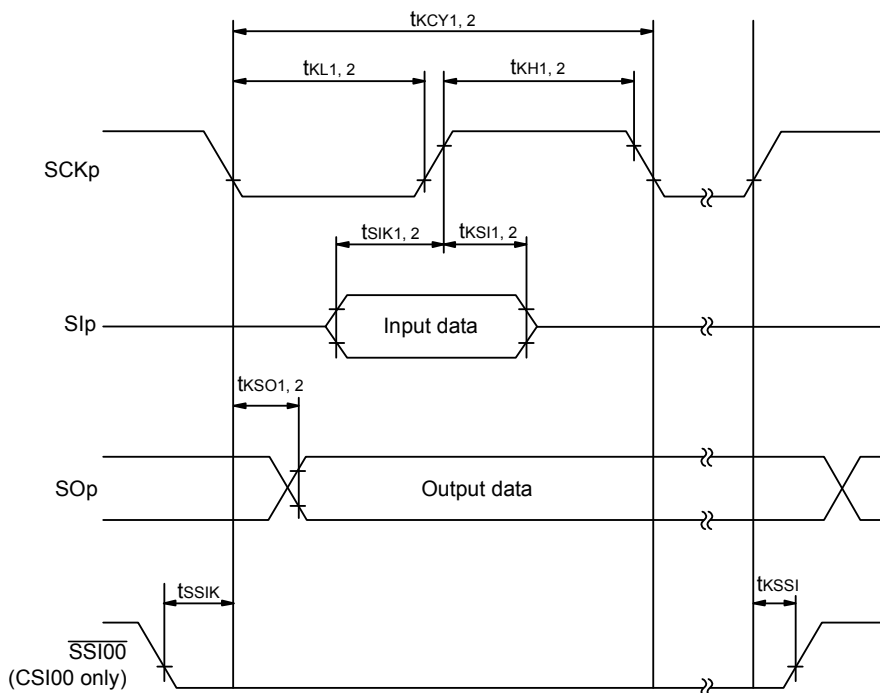 tKCY1, 2
tKL1, 2
tKH1, 2
SCKp
tSIK1, 2
tKSI1, 2
SIp
Input data
tKSO1, 2
SOp
Output data
tSSIK
tKSSI
SSI00
(CSI00 only)